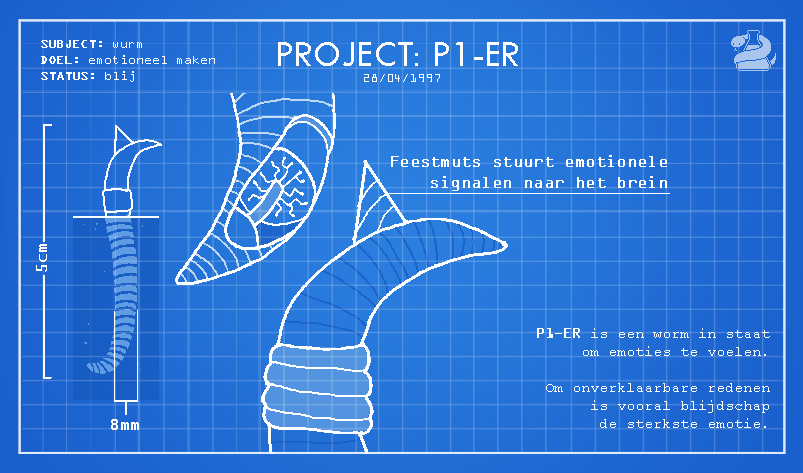 SUBJECT: wurm
DOEL: emotioneel maken
STATUS: blij
PROJECT: P1-ER
28/04/1997
Feestmuts stuurt emotionele
signalen naar het brein
5cm
8mm
P1-ER is een worm in staat
om emoties te voelen.
Om onverklaarbare redenen
is vooral blijdschap
de sterkste emotie.